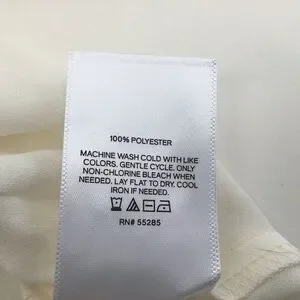 100% POLYESTER
MACHINE WASH COLD WITH LIKE
COLORS. GENTLE CYCLE. ONLY
NON-CHLORINE BLEACH WHEN
NEEDED. LAY FLAT TO DRY. COOL
IRON IF NEEDED.
RN# 55285